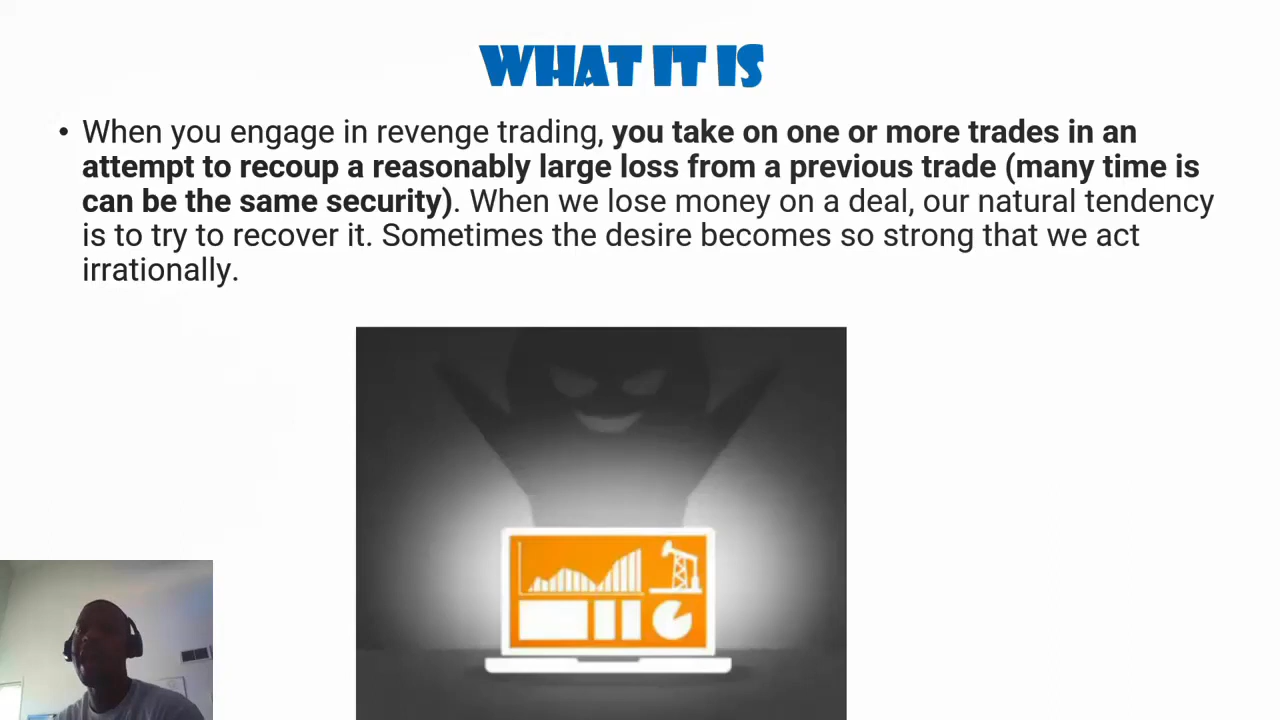 WHAT IT IS
• When you engage in revenge trading, you take on one or more trades in an
attempt to recoup a reasonably large loss from a previous trade (many time is
can be the same security). When we lose money on a deal, our natural tendency
is to try to recover it. Sometimes the desire becomes so strong that we act
irrationally.